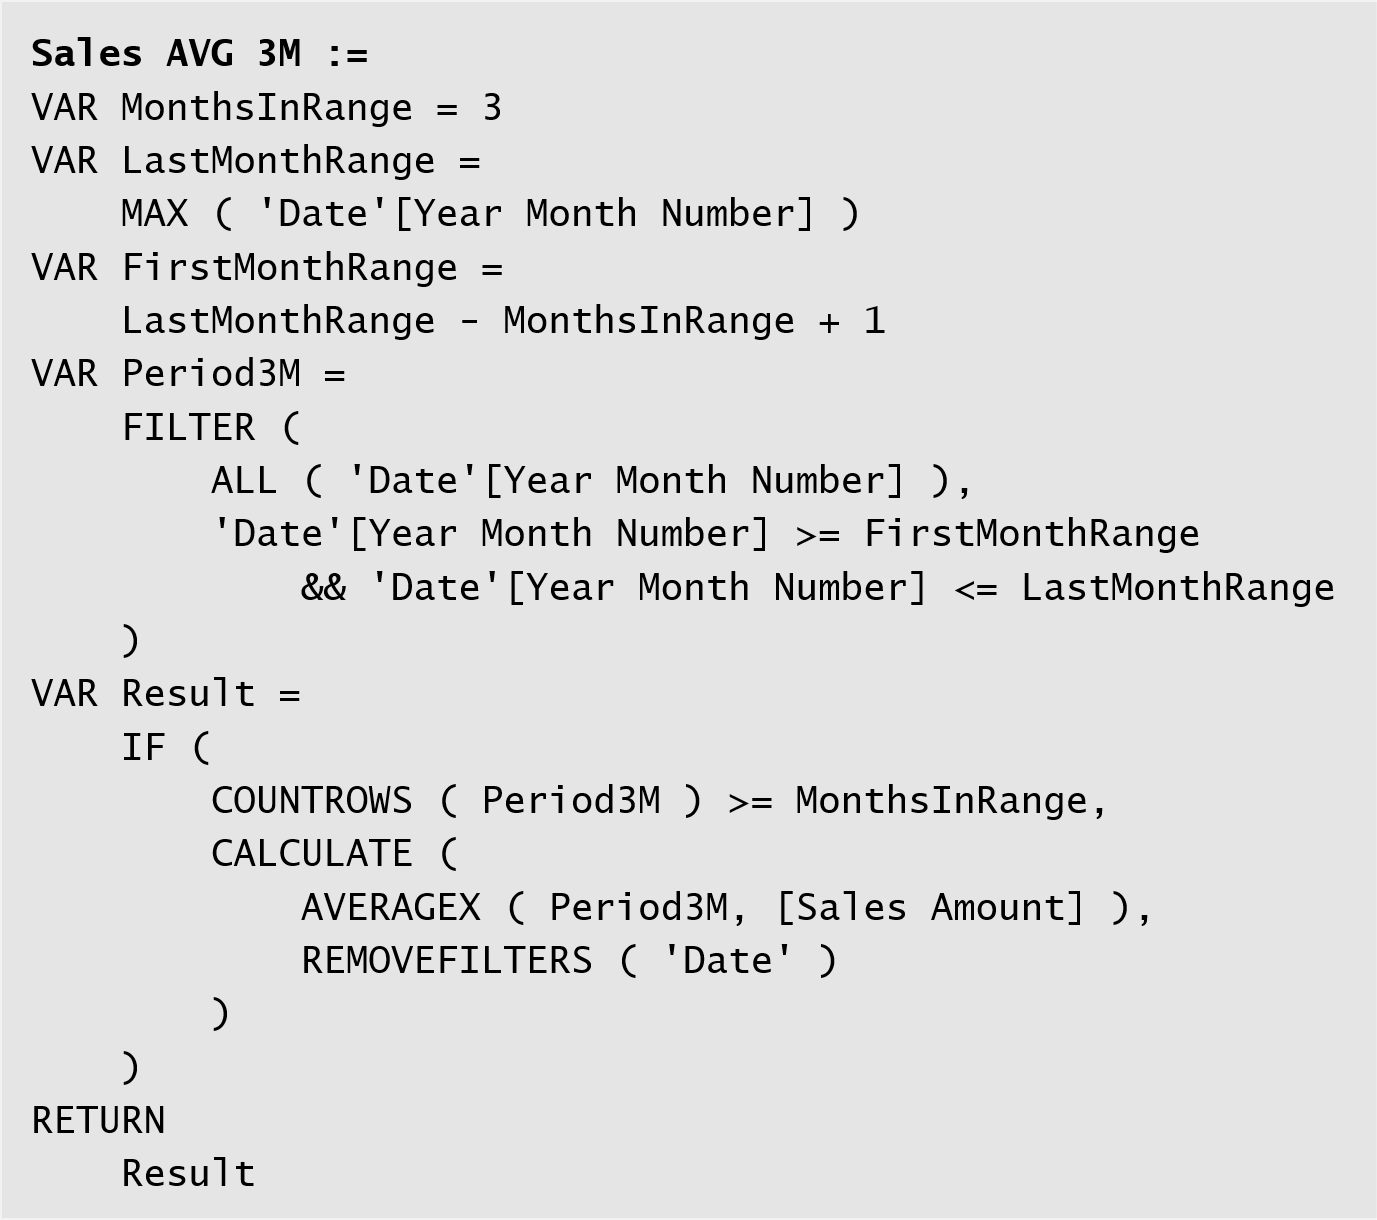 Sales AVG 3M :=
VAR MonthsInRange = 3
VAR LastMonthRange =
    MAX ( 'Date'[Year Month Number] )
VAR FirstMonthRange =
    LastMonthRange - MonthsInRange + 1
VAR Period3M =
    FILTER (
        ALL ( 'Date'[Year Month Number] ),
        'Date'[Year Month Number] >= FirstMonthRange
            && 'Date'[Year Month Number] <= LastMonthRange
    )
VAR Result =
    IF (
        COUNTROWS ( Period3M ) >= MonthsInRange,
        CALCULATE (
            AVERAGEX ( Period3M, [Sales Amount] ),
            REMOVEFILTERS ( 'Date' )
        )
    )
RETURN
    Result